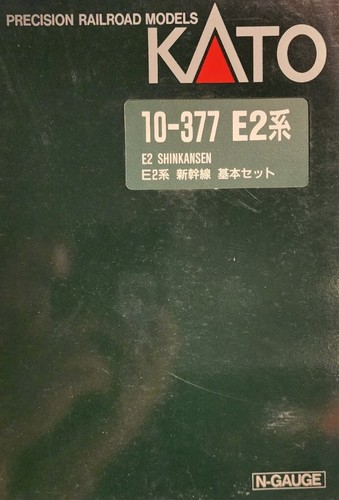 PRECISION RAILROAD MODELS
KATO
10-377 E2系
E2 SHINKANSEN
E2系 新幹線 基本セット
N-GAUGE